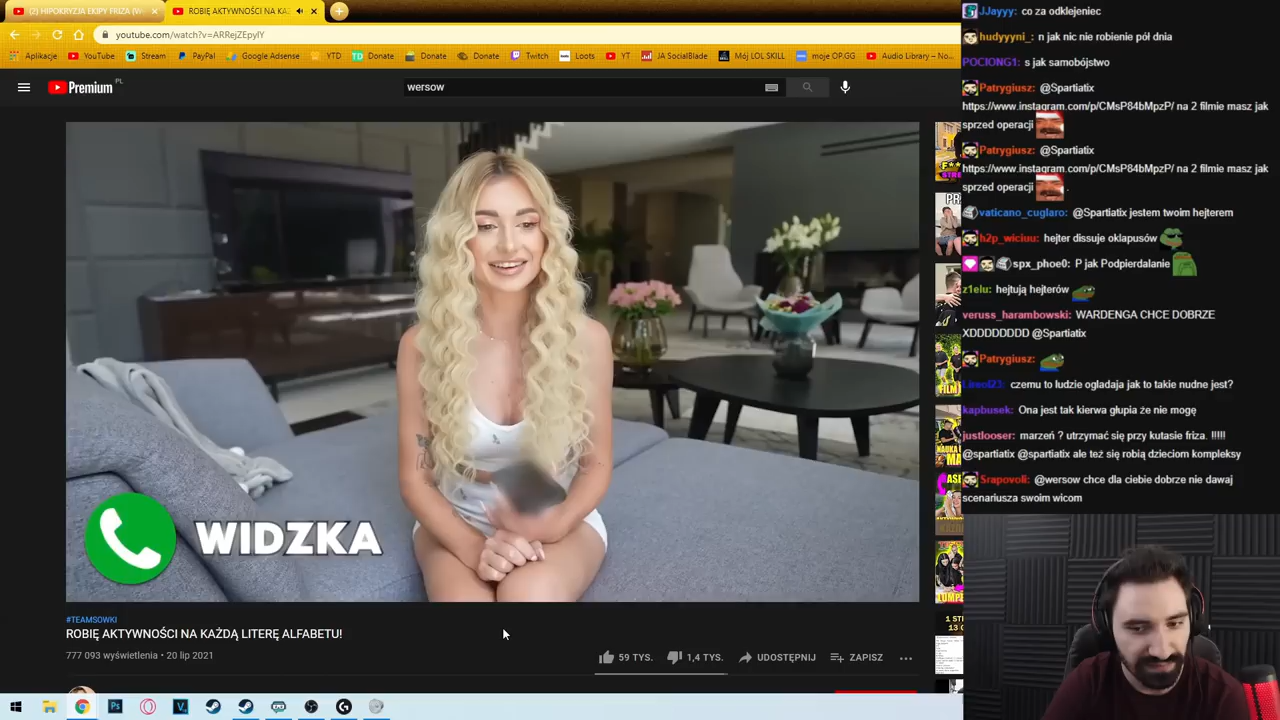 (2) HIPOKRYZJA EKIPY FRIZA (W
ROBIĘ AKTYWNOŚCI NA KAŻ
youtube.com/watch?v=ARRejZEpyIY
Aplikacje
YouTube
Stream
PayPal
Google Adsense
YTD
Donate
Donate
Donate
Twitch
Loots
YT
JA SocialBlade
Mój LOL SKILL
moje OP.GG
Audio Library – No...
Premium PL
wersow
WIDZKA
#TEAMSOWKI
ROBIĘ AKTYWNOŚCI NA KAŻDĄ LITERĘ ALFABETU!
777 093 wyświetlenia • 20 lip 2021
59 TYS.
1,4 TYS.
UDOSTĘPNIJ
ZAPISZ
JJayyy: co za odklejeniec
hudyyyni_: n jak nic nie robienie pół dnia
POCIONG1: s jak samobójstwo
Patrygiusz: @Spartiatix
https://www.instagram.com/p/CMsP84bMpzP/ na 2 filmie masz jak
sprzed operacji
Patrygiusz: @Spartiatix
https://www.instagram.com/p/CMsP84bMpzP/ na 2 filmie masz jak
sprzed operacji .
vaticano_cuglaro: @Spartiatix jestem twoim hejterem
h2p_wiciuu: hejter dissuje okłapusów
spx_phoe0: P jak Podpierdalanie
z1elu: hejtują hejterów
veruss_harambowski: WARDENGA CHCE DOBRZE
XDDDDDDDD @Spartiatix
Patrygiusz:
czemu to ludzie ogladaja jak to takie nudne jest?
kapbusek: Ona jest tak kierwa głupia że nie mogę
justlooser: marzeń ? utrzymać się przy kutasie friza. !!!!!
@spartiatix @spartiatix ale też się robią dzieciom kompleksy
Srapovoli: @wersow chce dla ciebie dobrze nie dawaj
scenariusza swoim wicom